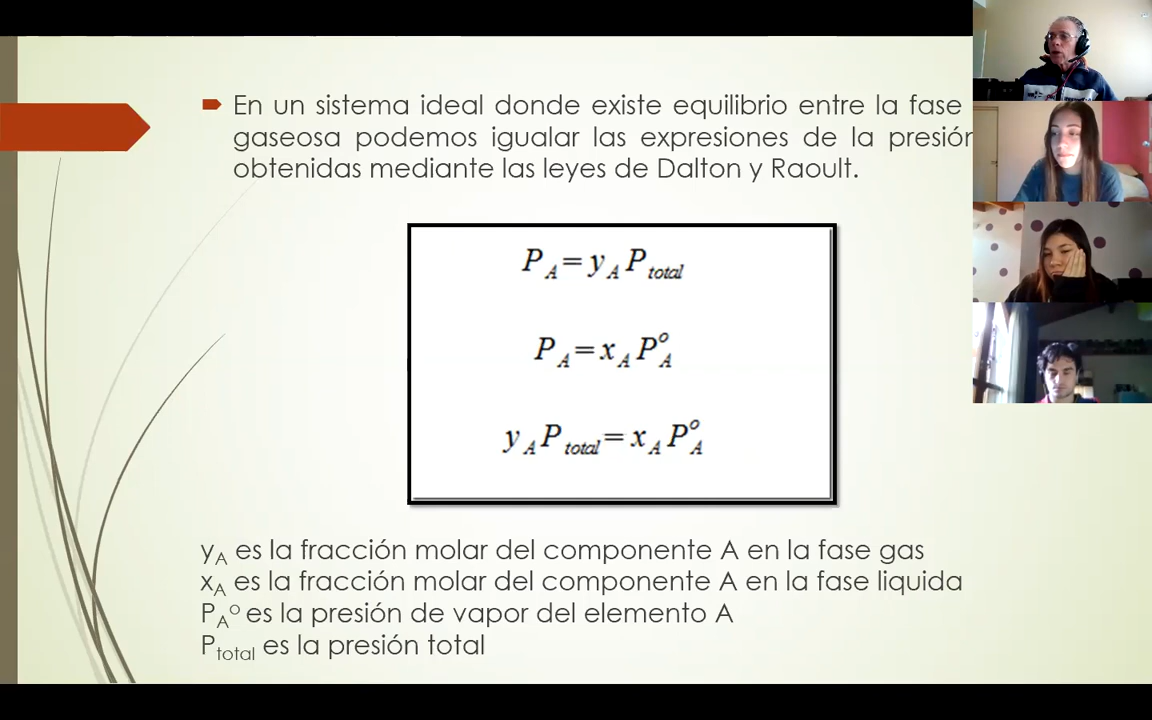 En un sistema ideal donde existe equilibrio entre la fase
gaseosa podemos igualar las expresiones de la presión
obtenidas mediante las leyes de Dalton y Raoult.
P_A = y_A P_total
P_A = x_A P_A^o
y_A P_total = x_A P_A^o
y_A es la fracción molar del componente A en la fase gas
x_A es la fracción molar del componente A en la fase liquida
P_A^o es la presión de vapor del elemento A
P_total es la presión total